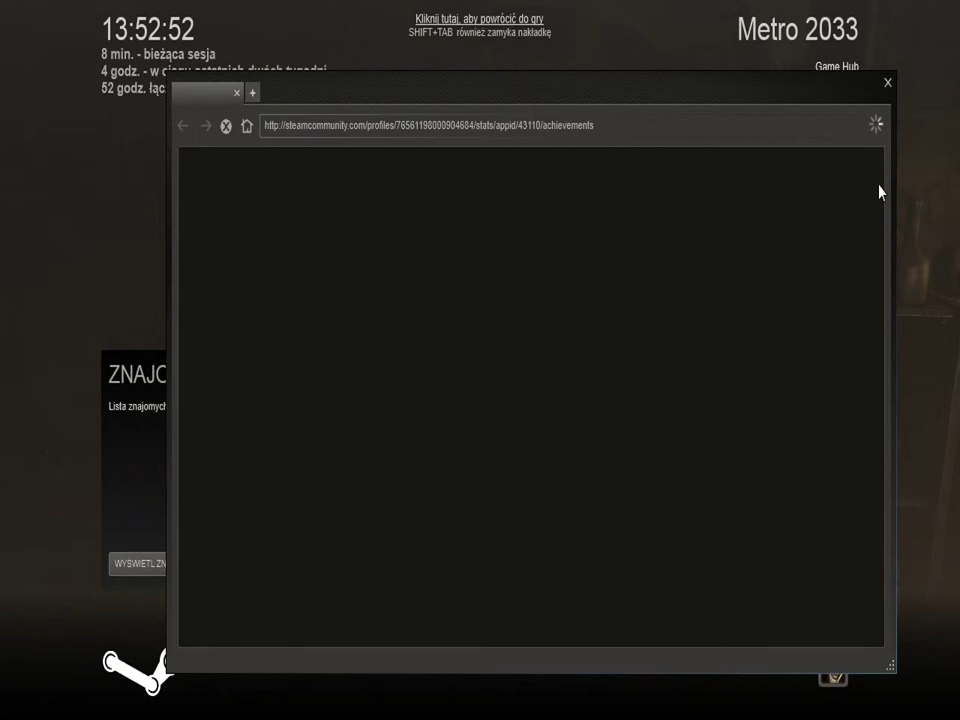 13:52:52
8 min. - bieżąca sesja
52 godz.
Kliknij tutaj, aby powrócić do gry
SHIFT+TAB również zamyka nakładkę
Metro 2033
Game Hub
http://steamcommunity.com/profiles/76561198000904684/stats/appid/43110/achievements
ZNAJO
Lista znajomych
WYŚWIETL ZN